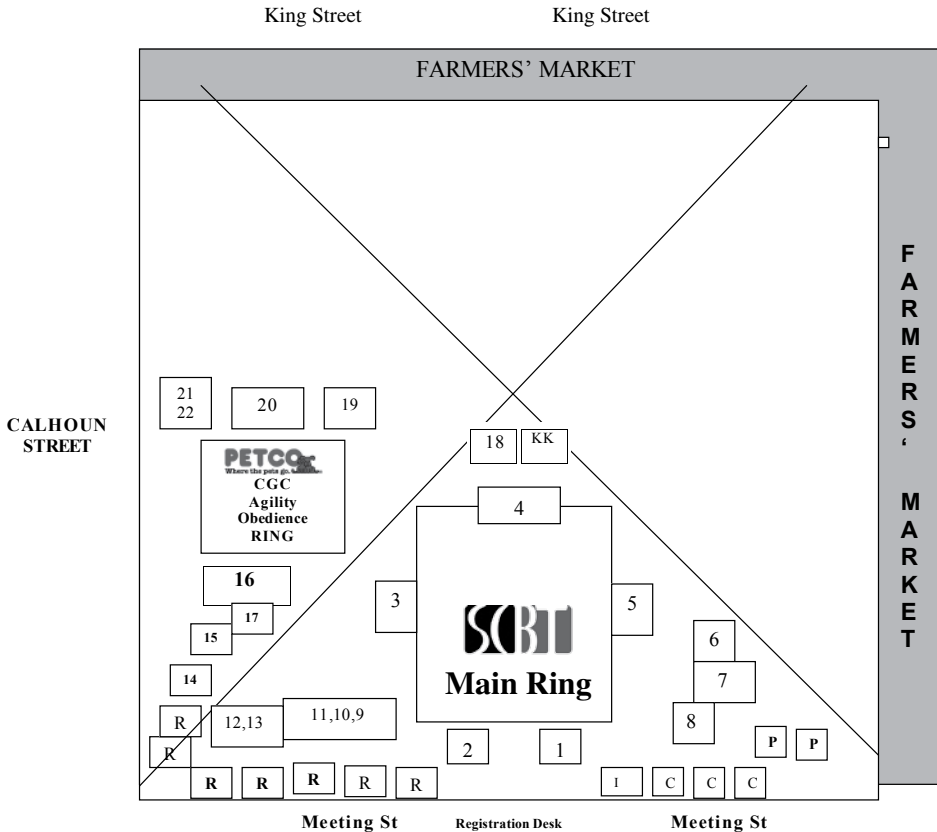 King Street
King Street
FARMERS' MARKET
FARMERS‘ MARKET
CALHOUN
STREET
21
22
20
19
18
KK
PETCO
Where the pets go.
CGC
Agility
Obedience
RING
4
16
17
15
14
3
SCBT
Main Ring
5
6
7
8
R
R
12,13
11,10,9
2
1
P
P
R
R
R
R
R
I
C
C
C
Meeting St
Registration Desk
Meeting St